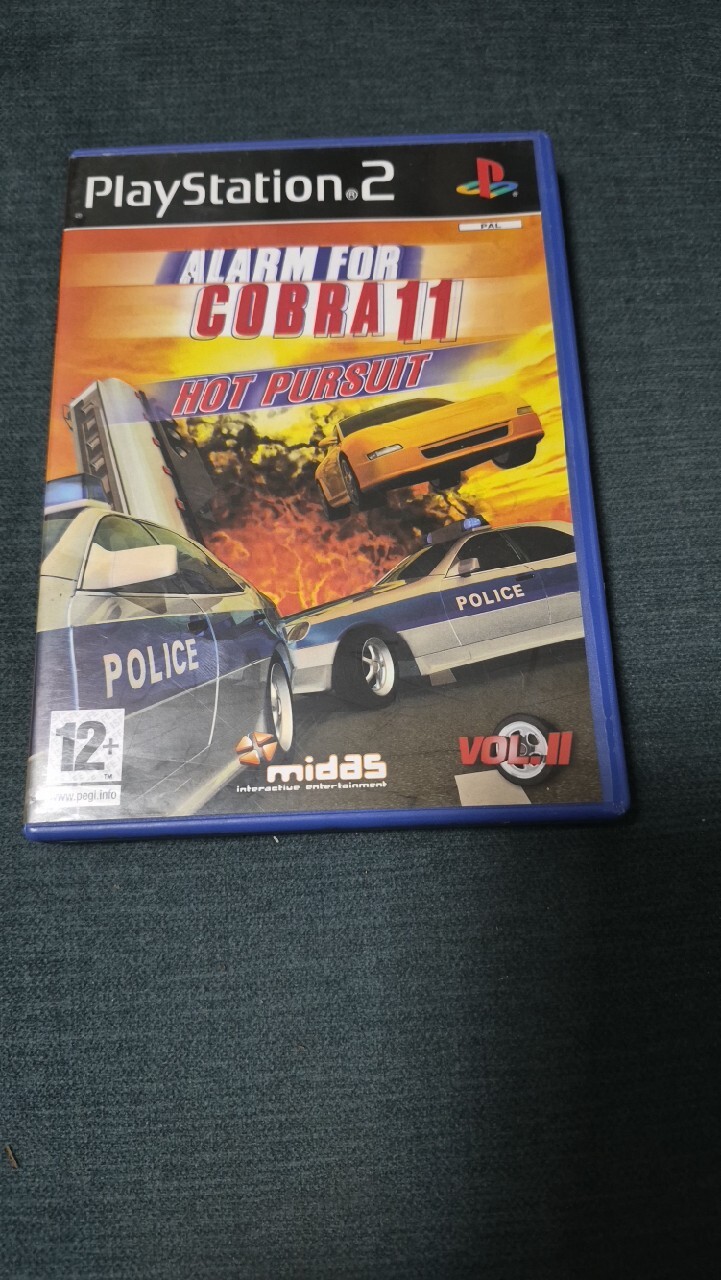 PlayStation®2
PAL
ALARM FOR
COBRA 11
HOT PURSUIT
POLICE
POLICE
12+
™
www.pegi.info
midas
interactive entertainment
VOL. II